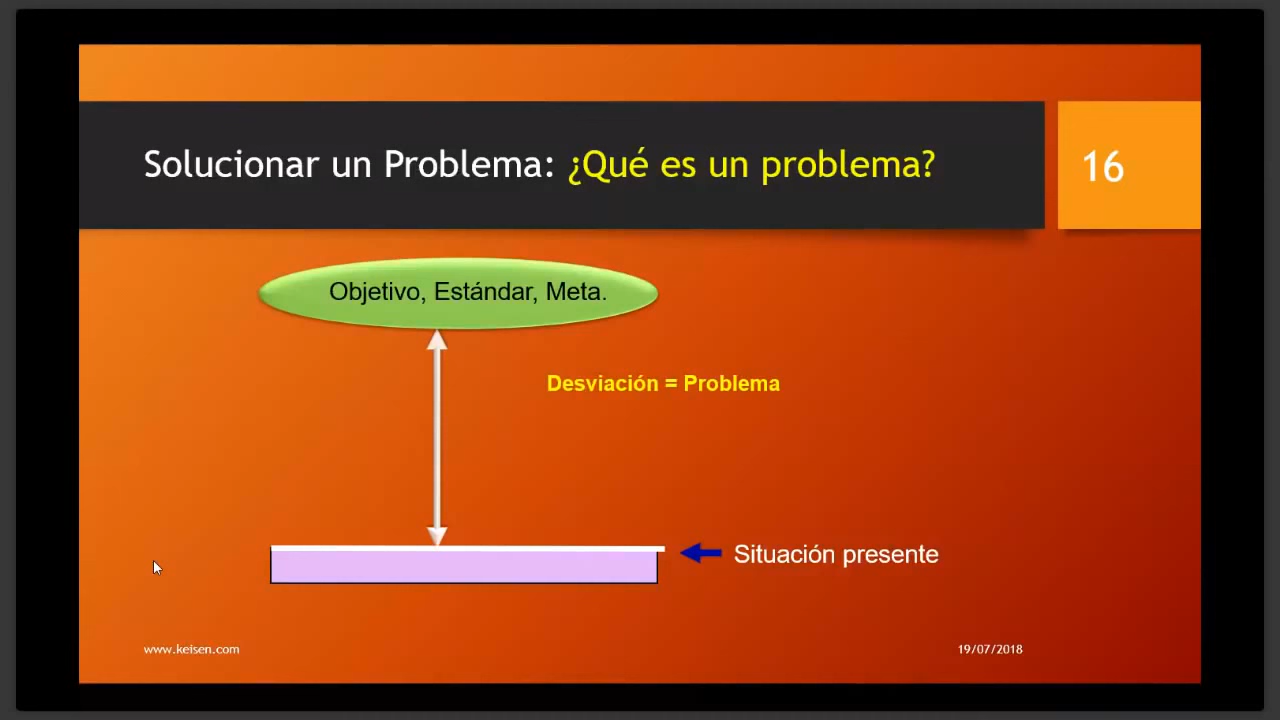 Solucionar un Problema: ¿Qué es un problema?
16
Objetivo, Estándar, Meta.
Desviación = Problema
Situación presente
www.keisen.com
19/07/2018